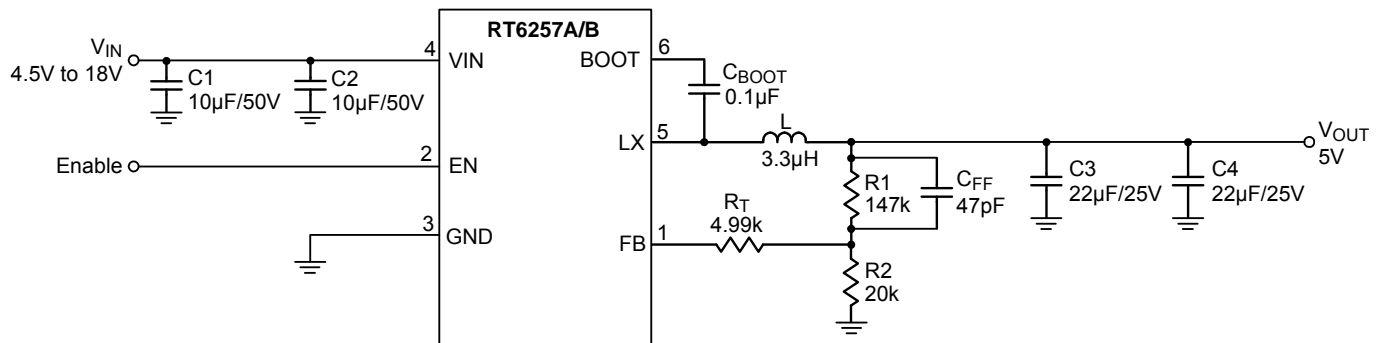 RT6257A/B
VIN
4.5V to 18V
C1
10µF/50V
C2
10µF/50V
4
VIN
BOOT
6
CBOOT
0.1µF
Enable
2
EN
LX
5
L
3.3µH
VOUT
5V
C3
22µF/25V
C4
22µF/25V
R1
147k
CFF
47pF
3
GND
FB
1
RT
4.99k
R2
20k